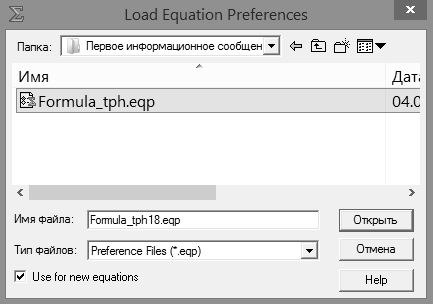 Load Equation Preferences
Папка: Первое информационное сообщен
Имя Дата
Formula_tph.eqp 04.0
Имя файла: Formula_tph18.eqp Открыть
Тип файлов: Preference Files (*.eqp) Отмена
Use for new equations Help